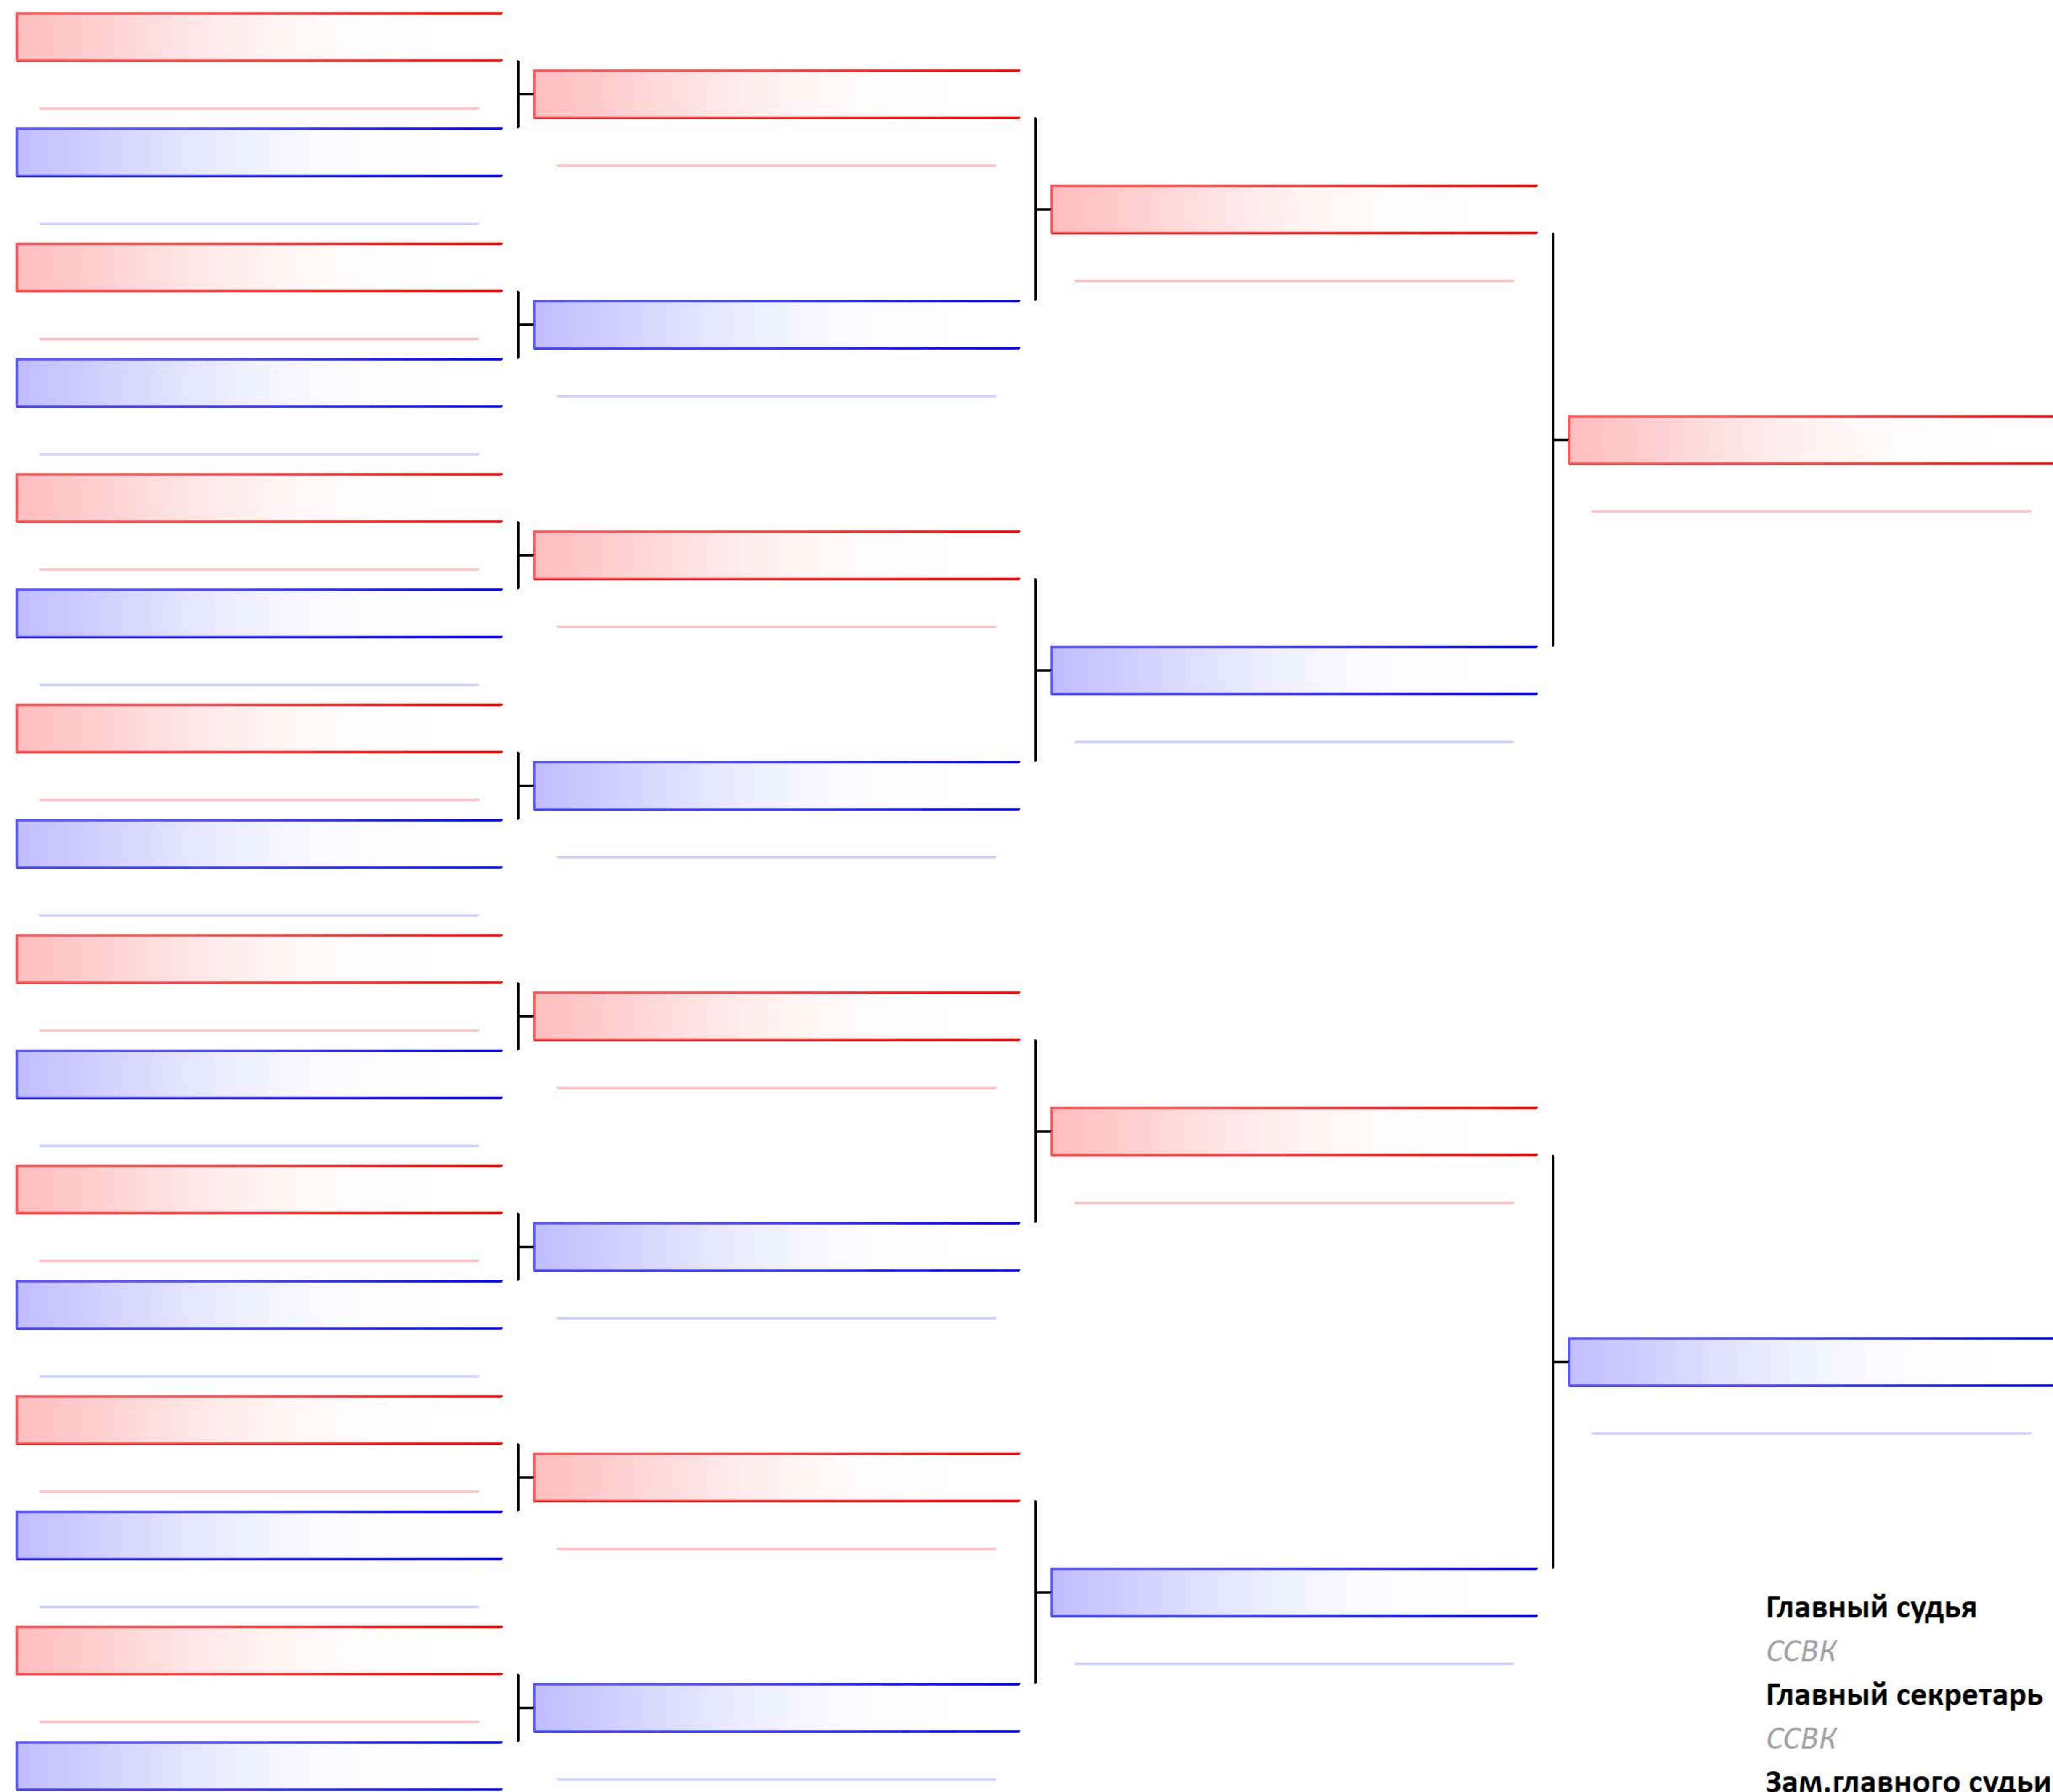 Главный судья
ССВК
Главный секретарь
ССВК
Зам.главного судьи